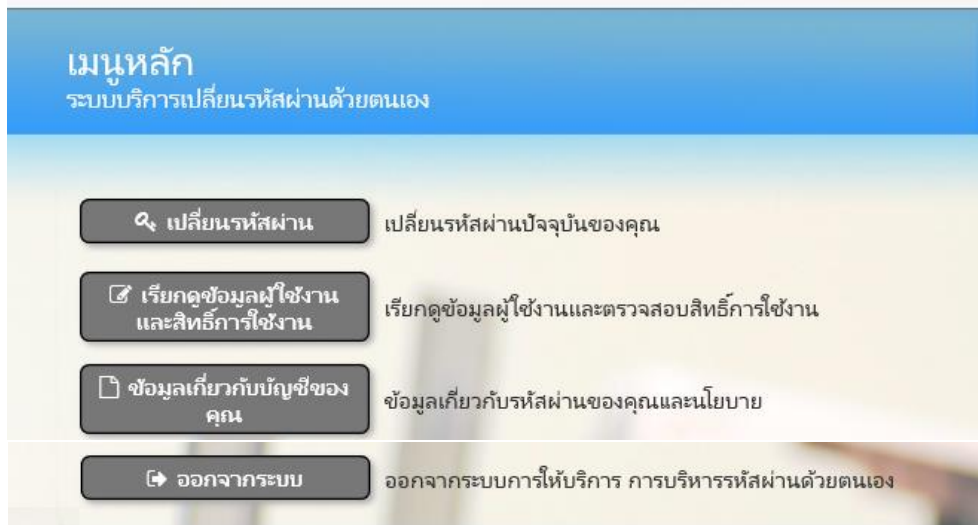 เมนูหลัก
ระบบบริการเปลี่ยนรหัสผ่านด้วยตนเอง
เปลี่ยนรหัสผ่าน
เปลี่ยนรหัสผ่านปัจจุบันของคุณ
เรียกดูข้อมูลผู้ใช้งาน
และสิทธิ์การใช้งาน
เรียกดูข้อมูลผู้ใช้งานและตรวจสอบสิทธิ์การใช้งาน
ข้อมูลเกี่ยวกับบัญชีของ
คุณ
ข้อมูลเกี่ยวกับรหัสผ่านของคุณและนโยบาย
ออกจากระบบ
ออกจากระบบการให้บริการ การบริหารรหัสผ่านด้วยตนเอง